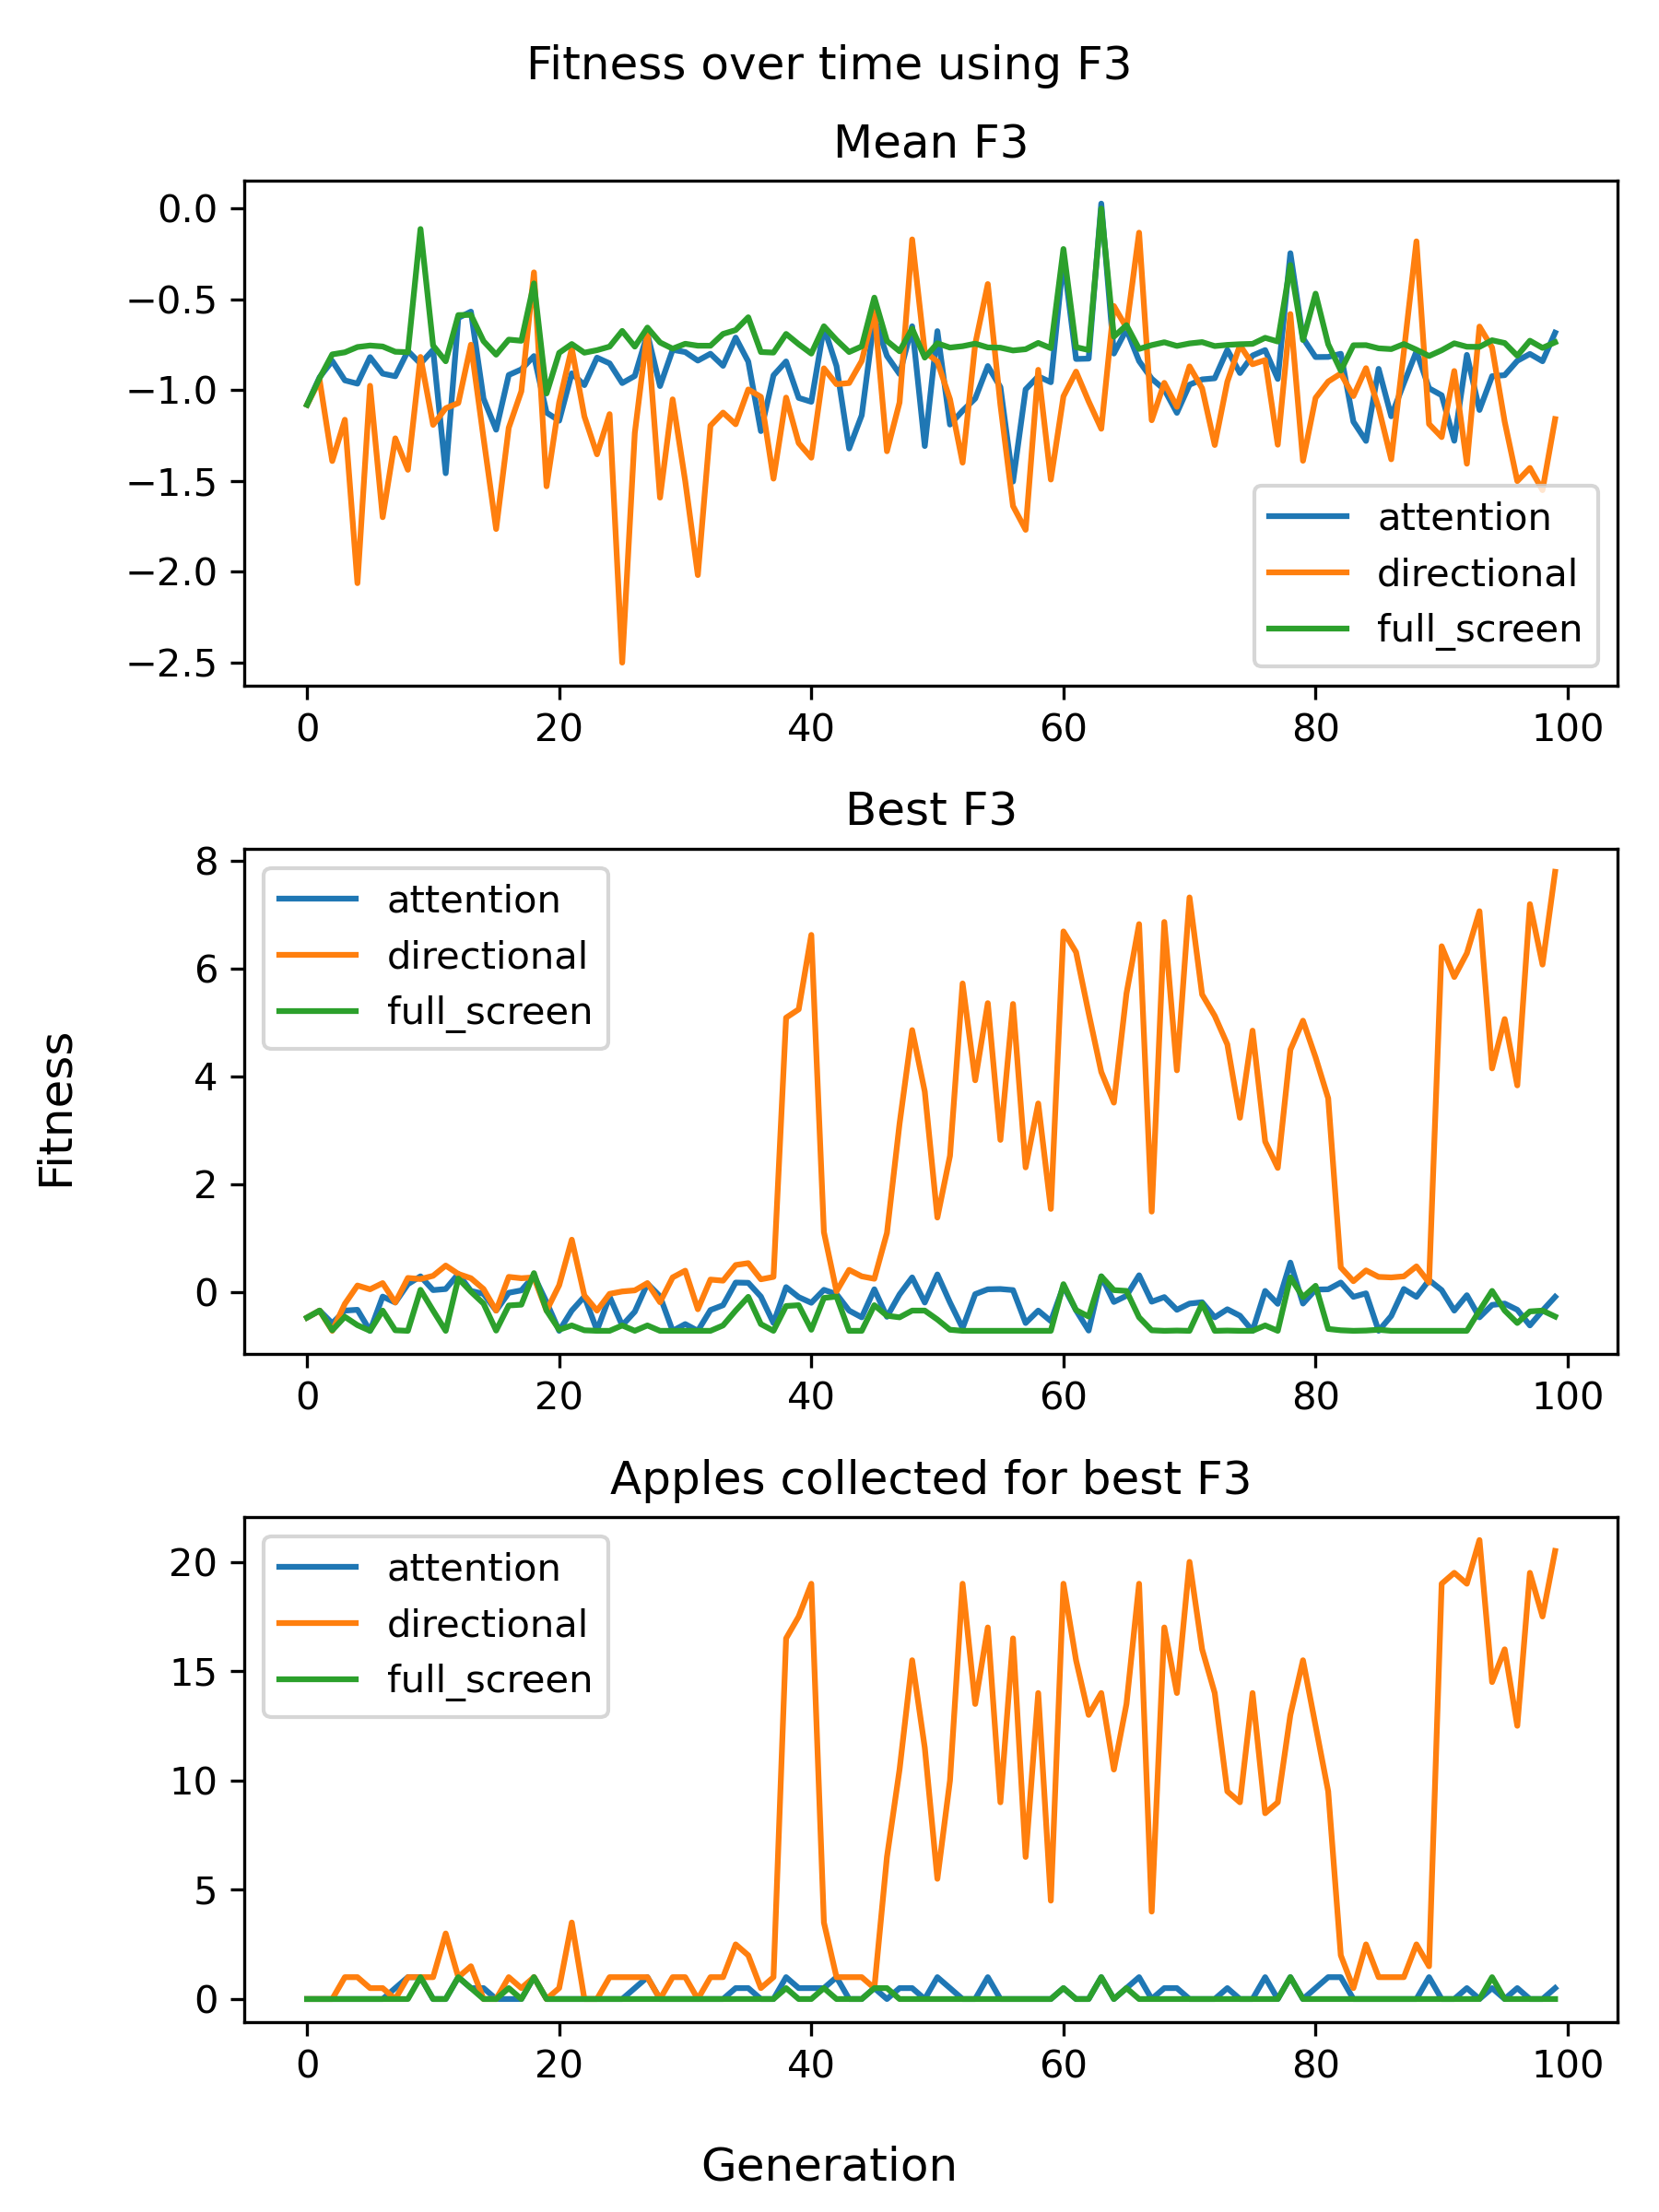 Fitness over time using F3
Mean F3
0.0
−0.5
−1.0
−1.5
−2.0
−2.5
attention
directional
full_screen
0 20 40 60 80 100
Best F3
8
6
4
2
0
attention
directional
full_screen
0 20 40 60 80 100
Fitness
Apples collected for best F3
20
15
10
5
0
attention
directional
full_screen
0 20 40 60 80 100
Generation